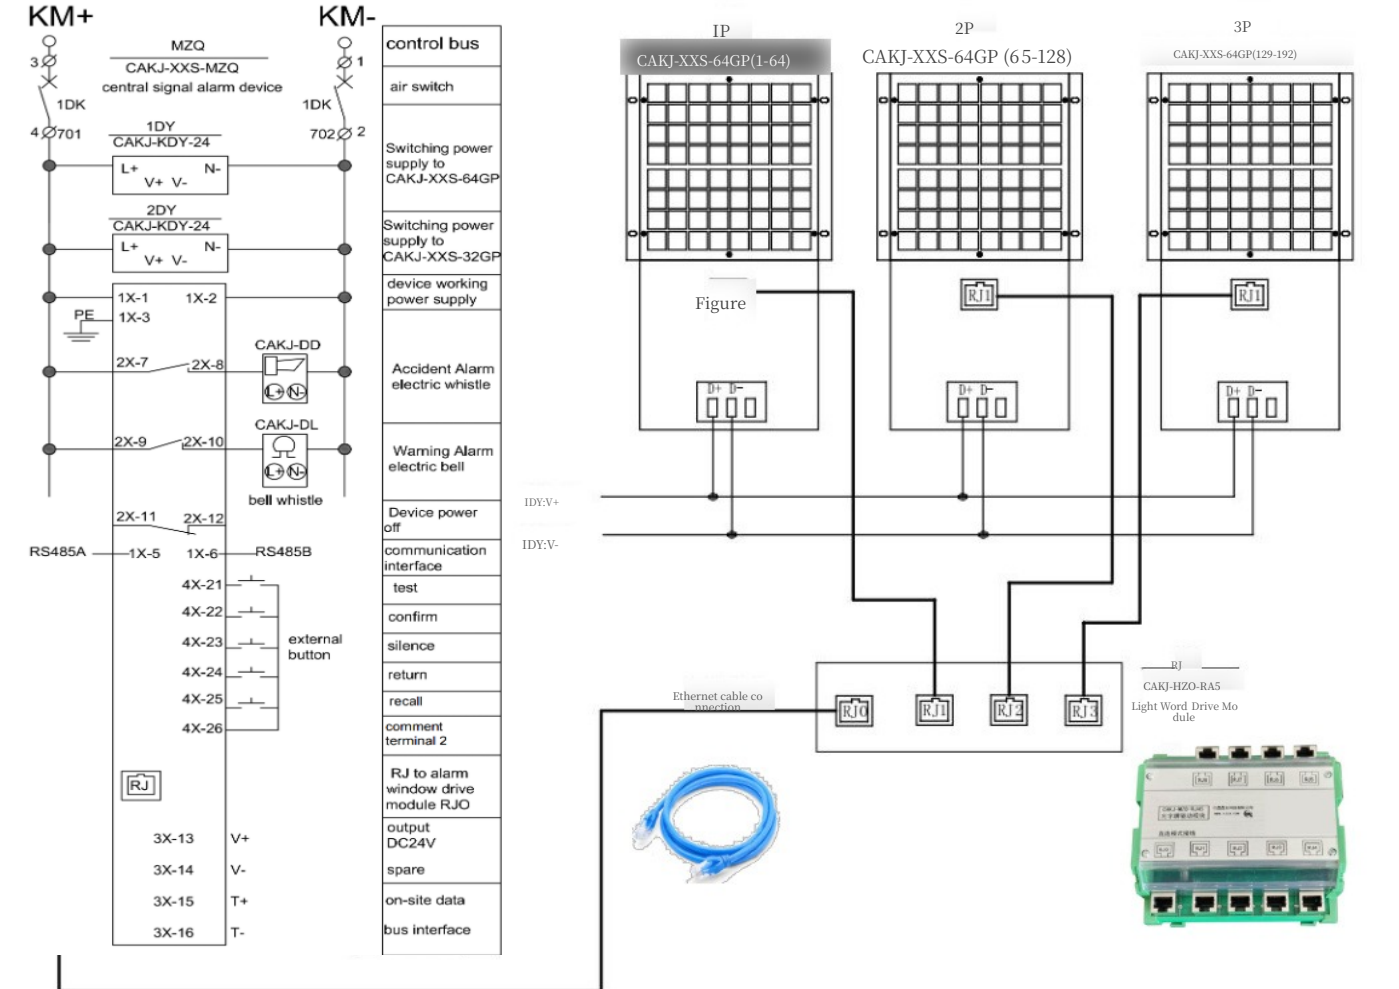 KM+
KM-
3
1
MZQ
CAKJ-XXS-MZQ
central signal alarm device
1DK
1DK
4
701
702
2
1DY
CAKJ-KDY-24
L+
N-
V+ V-
2DY
CAKJ-KDY-24
L+
N-
V+ V-
1X-1
1X-2
PE
1X-3
CAKJ-DD
2X-7
2X-8
L+ N-
CAKJ-DL
2X-9
2X-10
L+ N-
bell whistle
2X-11
2X-12
RS485A
1X-5
1X-6
RS485B
4X-21
4X-22
4X-23
4X-24
4X-25
4X-26
external
button
RJ
3X-13
V+
3X-14
V-
3X-15
T+
3X-16
T-
control bus
air switch
Switching power
supply to
CAKJ-XXS-64GP
Switching power
supply to
CAKJ-XXS-32GP
device working
power supply
Accident Alarm
electric whistle
Warning Alarm
electric bell
Device power
off
communication
interface
test
confirm
silence
return
recall
comment
terminal 2
RJ to alarm
window drive
module RJO
output
DC24V
spare
on-site data
bus interface
IP
CAKJ-XXS-64GP(1-64)
2P
CAKJ-XXS-64GP (65-128)
3P
CAKJ-XXS-64GP(129-192)
Figure
RJ1
RJ1
D+ D-
D+ D-
D+ D-
IDY:V+
IDY:V-
Ethernet cable co
nnection
RJ0
RJ1
RJ2
RJ3
RJ
CAKJ-HZO-RA5
Light Word Drive Mo
dule